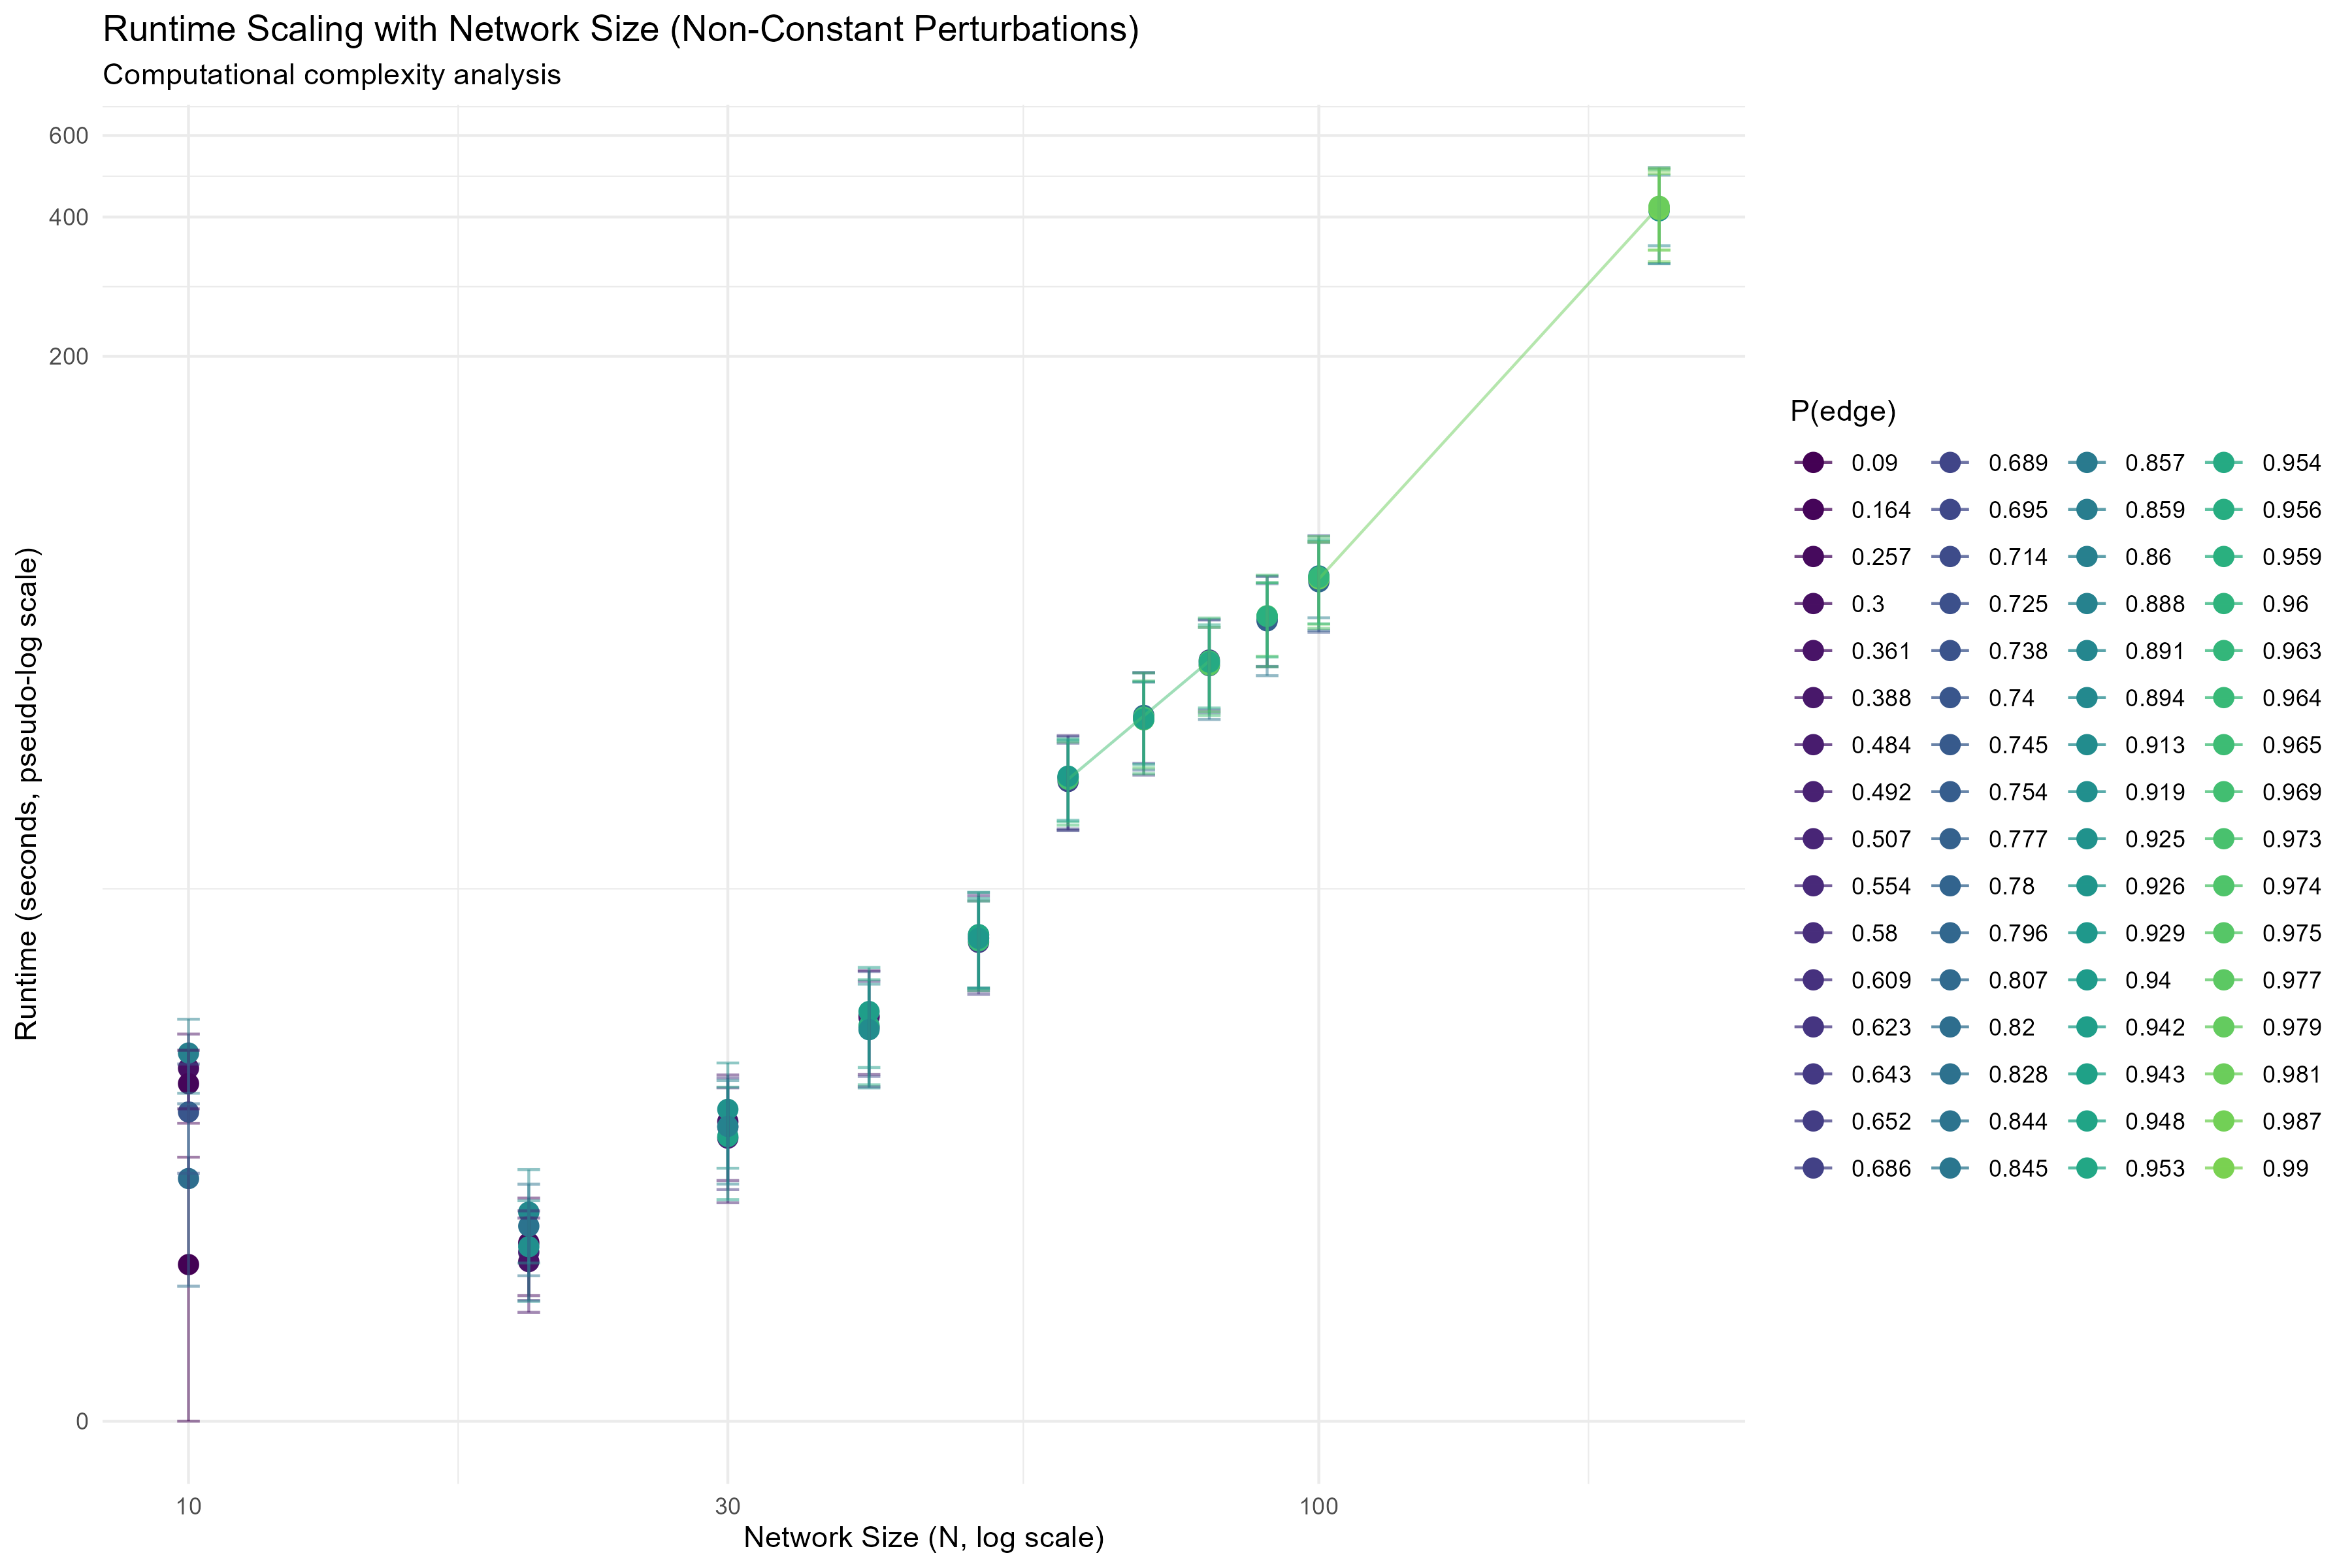 Runtime Scaling with Network Size (Non-Constant Perturbations)
Computational complexity analysis
Runtime (seconds, pseudo-log scale)
600
400
200
0
10 30 100
Network Size (N, log scale)
P(edge)
0.09 0.689 0.857 0.954
0.164 0.695 0.859 0.956
0.257 0.714 0.86 0.959
0.3 0.725 0.888 0.96
0.361 0.738 0.891 0.963
0.388 0.74 0.894 0.964
0.484 0.745 0.913 0.965
0.492 0.754 0.919 0.969
0.507 0.777 0.925 0.973
0.554 0.78 0.926 0.974
0.58 0.796 0.929 0.975
0.609 0.807 0.94 0.977
0.623 0.82 0.942 0.979
0.643 0.828 0.943 0.981
0.652 0.844 0.948 0.987
0.686 0.845 0.953 0.99